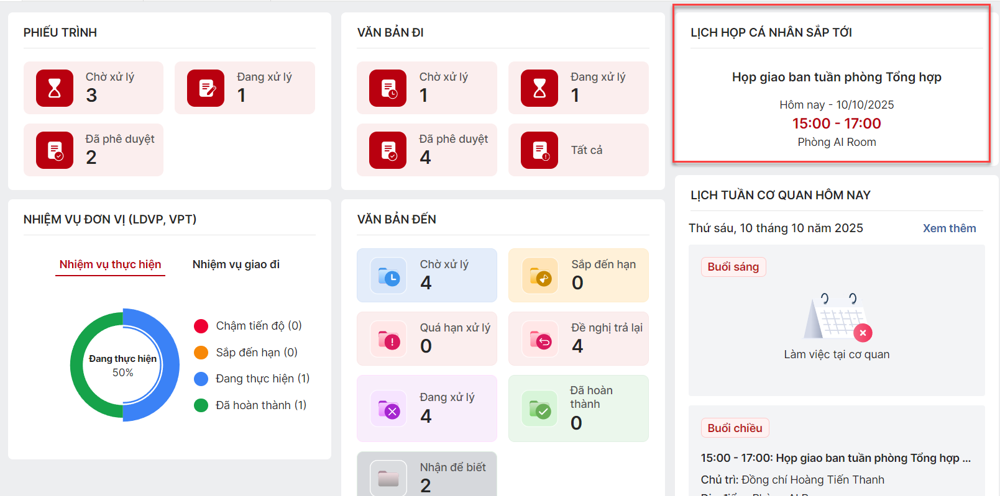 PHIẾU TRÌNH
Chờ xử lý
3
Đang xử lý
1
Đã phê duyệt
2
VĂN BẢN ĐI
Chờ xử lý
1
Đang xử lý
1
Đã phê duyệt
4
Tất cả
LỊCH HỌP CÁ NHÂN SẮP TỚI
Họp giao ban tuần phòng Tổng hợp
Hôm nay - 10/10/2025
15:00 - 17:00
Phòng AI Room
NHIỆM VỤ ĐƠN VỊ (LDVP, VPT)
Nhiệm vụ thực hiện
Nhiệm vụ giao đi
Đang thực hiện
50%
Chậm tiến độ (0)
Sắp đến hạn (0)
Đang thực hiện (1)
Đã hoàn thành (1)
VĂN BẢN ĐẾN
Chờ xử lý
4
Sắp đến hạn
0
Quá hạn xử lý
0
Đề nghị trả lại
4
Đang xử lý
4
Đã hoàn
thành
0
Nhận để biết
2
LỊCH TUẦN CƠ QUAN HÔM NAY
Thứ sáu, 10 tháng 10 năm 2025
Xem thêm
Buổi sáng
Làm việc tại cơ quan
Buổi chiều
15:00 - 17:00: Họp giao ban tuần phòng Tổng hợp ...
Chủ trì: Đồng chí Hoàng Tiến Thanh